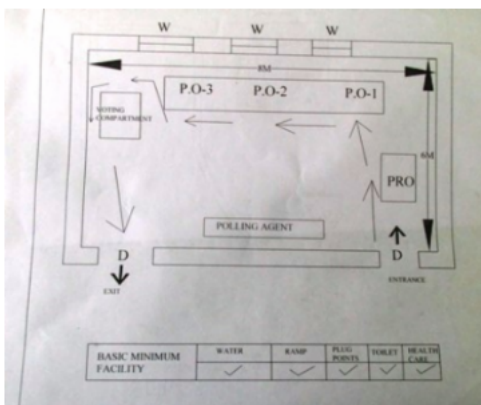 W W W
8M
P.O-3 P.O-2 P.O-1
VOTING
COMPARTMENT
6M
PRO
POLLING AGENT
D D
EXIT
ENTRANCE
BASIC MINIMUM
FACILITY
WATER RAMP PLUG
POINTS TOILET HEALTH
CARE